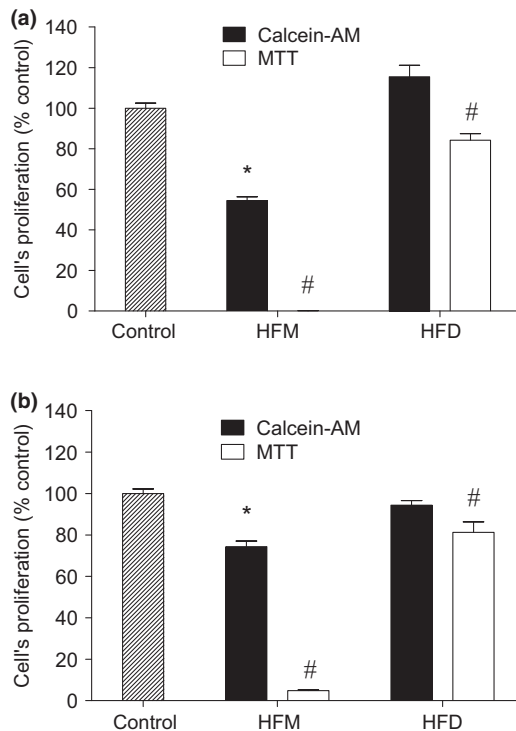 (a)
140
120
100
80
60
40
20
0
Cell's proliferation (% control)
Calcein-AM
MTT
*
#
#
Control HFM HFD
(b)
140
120
100
80
60
40
20
0
Cell's proliferation (% control)
Calcein-AM
MTT
*
#
#
Control HFM HFD